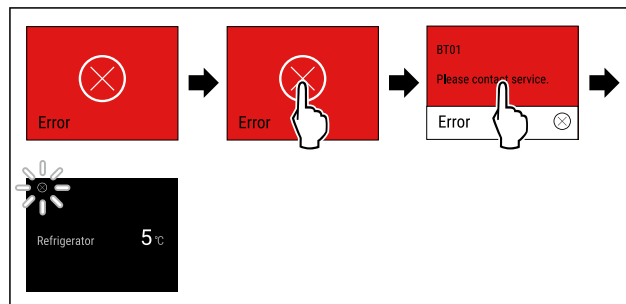 Error
Error
BT01
Please contact service.
Error
Refrigerator 5 °C